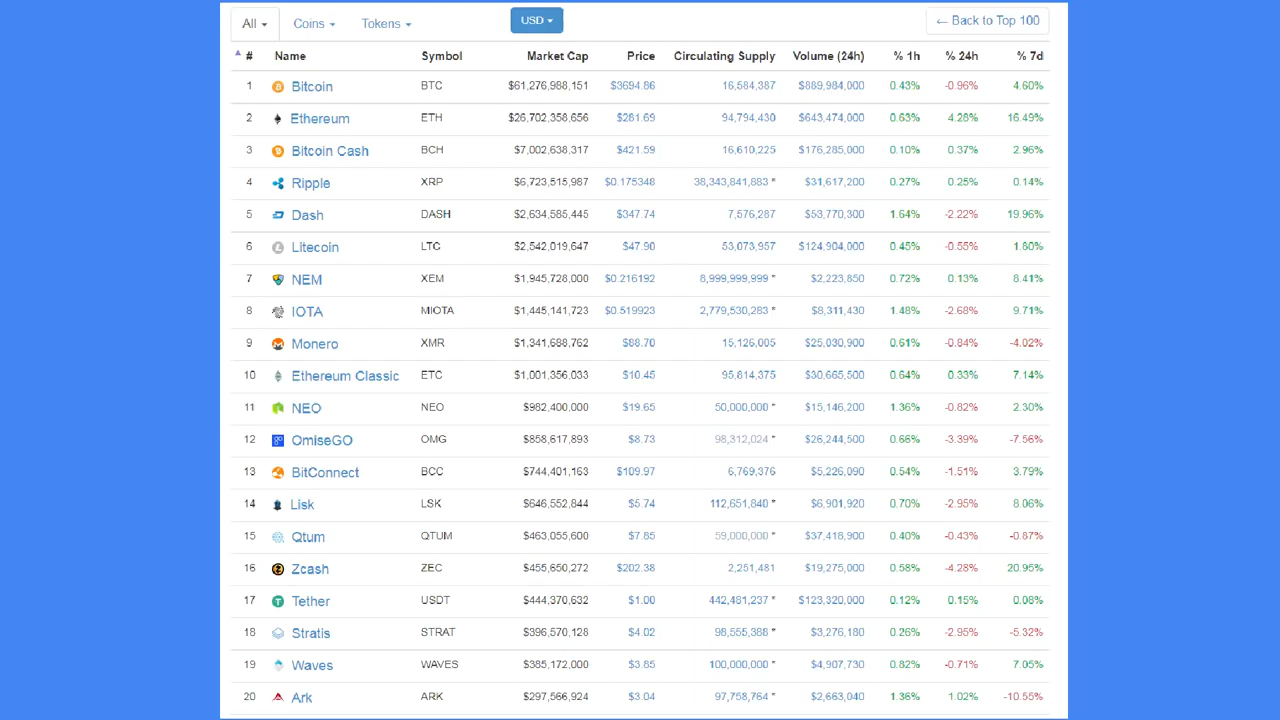 All Coins Tokens USD ← Back to Top 100
# Name Symbol Market Cap Price Circulating Supply Volume (24h) % 1h % 24h % 7d
1 Bitcoin BTC $61,276,988,151 $3694.86 16,584,387 $889,984,000 0.43% -0.96% 4.60%
2 Ethereum ETH $26,702,358,656 $281.69 94,794,430 $643,474,000 0.63% 4.28% 16.49%
3 Bitcoin Cash BCH $7,002,638,317 $421.59 16,610,225 $176,285,000 0.10% 0.37% 2.96%
4 Ripple XRP $6,723,515,987 $0.175348 38,343,841,883 * $31,617,200 0.27% 0.25% 0.14%
5 Dash DASH $2,634,585,445 $347.74 7,576,287 $53,770,300 1.64% -2.22% 19.96%
6 Litecoin LTC $2,542,019,647 $47.90 53,073,957 $124,904,000 0.45% -0.55% 1.60%
7 NEM XEM $1,945,728,000 $0.216192 8,999,999,999 * $2,223,850 0.72% 0.13% 8.41%
8 IOTA MIOTA $1,445,141,723 $0.519923 2,779,530,283 * $8,311,430 1.48% -2.68% 9.71%
9 Monero XMR $1,341,688,762 $88.70 15,126,005 $25,030,900 0.61% -0.84% -4.02%
10 Ethereum Classic ETC $1,001,356,033 $10.45 95,814,375 $30,665,500 0.64% 0.33% 7.14%
11 NEO NEO $982,400,000 $19.65 50,000,000 * $15,146,200 1.36% -0.82% 2.30%
12 OmiseGO OMG $858,617,893 $8.73 98,312,024 * $26,244,500 0.66% -3.39% -7.56%
13 BitConnect BCC $744,401,163 $109.97 6,769,376 $5,226,090 0.54% -1.51% 3.79%
14 Lisk LSK $646,552,844 $5.74 112,651,840 * $6,901,920 0.70% -2.95% 8.06%
15 Qtum QTUM $463,055,600 $7.85 59,000,000 * $37,418,900 0.40% -0.43% -0.87%
16 Zcash ZEC $455,650,272 $202.38 2,251,481 $19,275,000 0.58% -4.28% 20.95%
17 Tether USDT $444,370,632 $1.00 442,481,237 * $123,320,000 0.12% 0.15% 0.08%
18 Stratis STRAT $396,570,128 $4.02 98,555,388 * $3,276,180 0.26% -2.95% -5.32%
19 Waves WAVES $385,172,000 $3.85 100,000,000 * $4,907,730 0.82% -0.71% 7.05%
20 Ark ARK $297,566,924 $3.04 97,758,764 * $2,663,040 1.36% 1.02% -10.55%